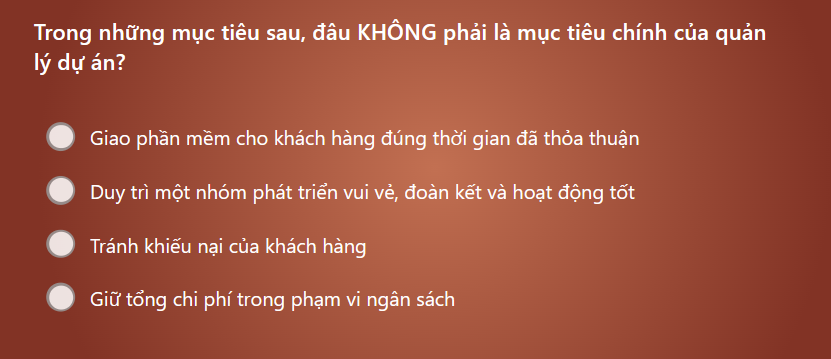 Trong những mục tiêu sau, đâu KHÔNG phải là mục tiêu chính của quản
lý dự án?
Giao phần mềm cho khách hàng đúng thời gian đã thỏa thuận
Duy trì một nhóm phát triển vui vẻ, đoàn kết và hoạt động tốt
Tránh khiếu nại của khách hàng
Giữ tổng chi phí trong phạm vi ngân sách